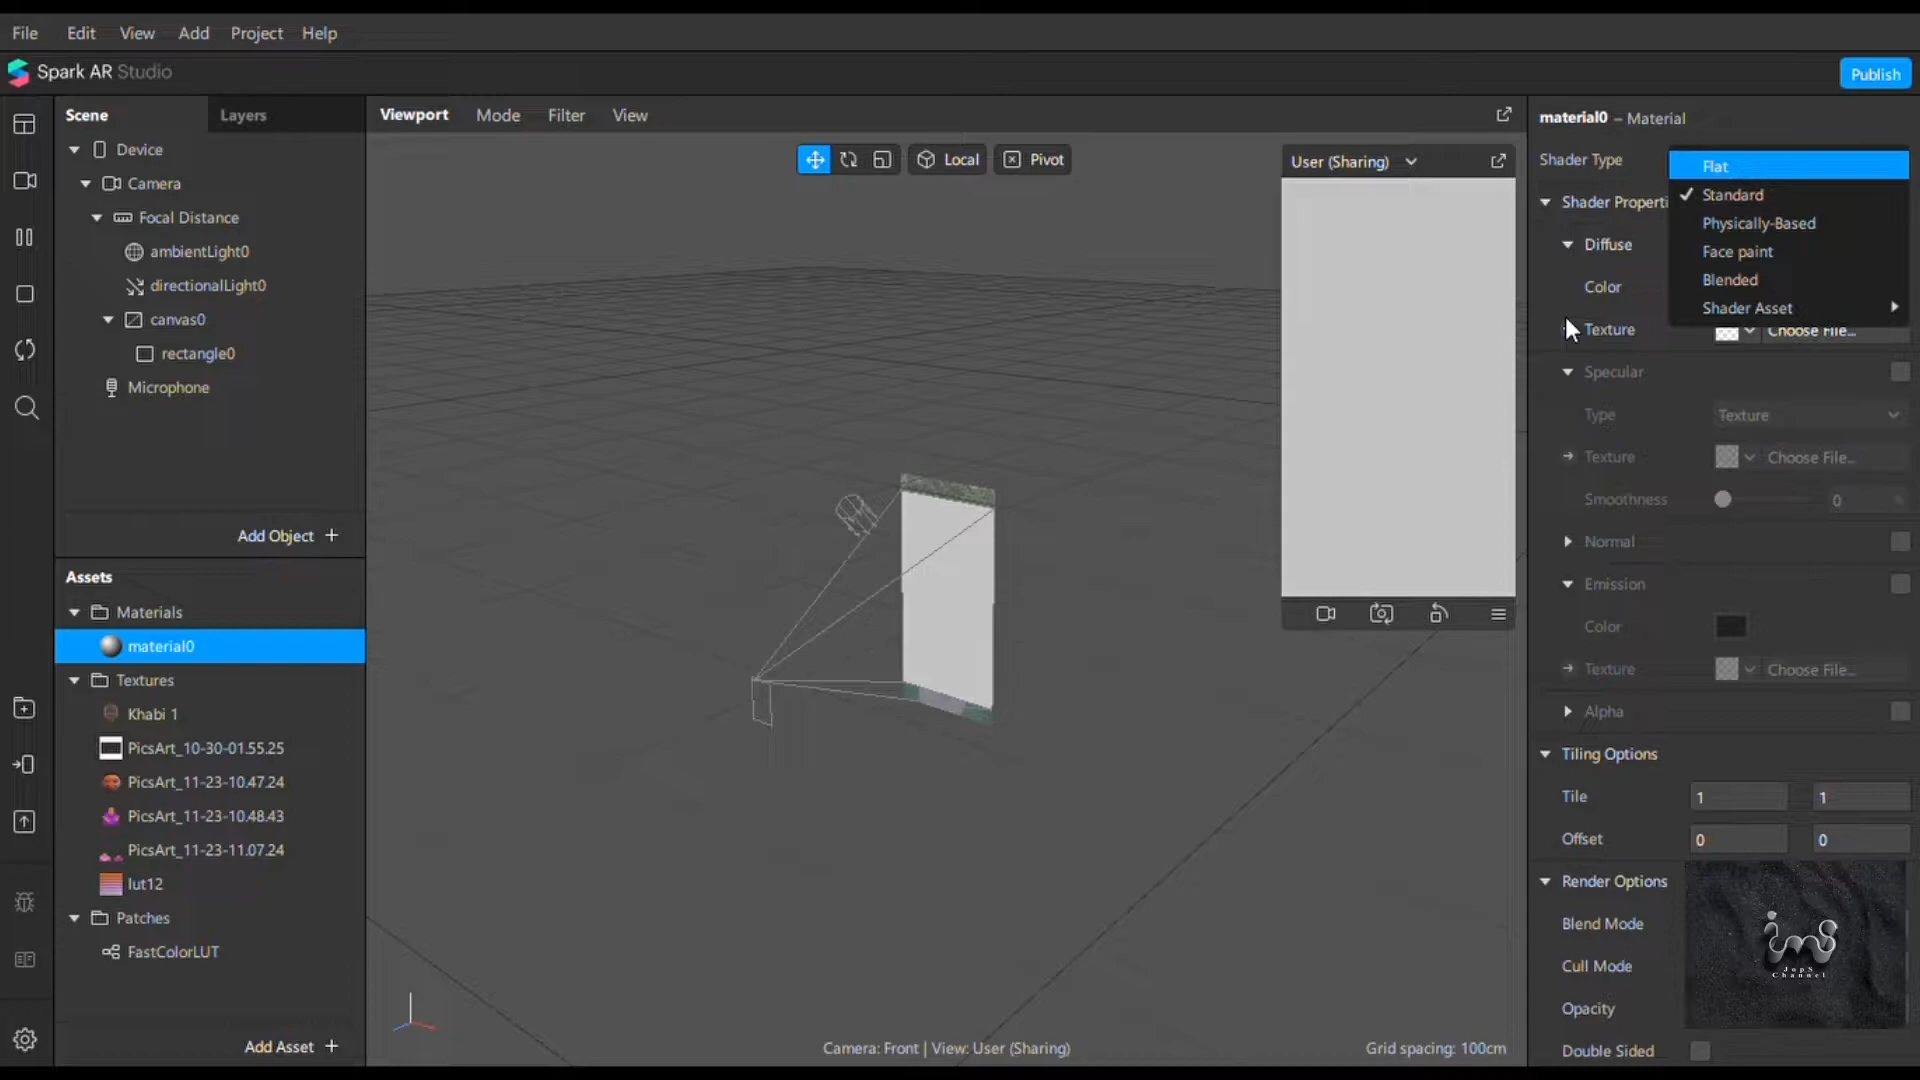 File Edit View Add Project Help
Spark AR Studio
Publish
Scene Layers
Device
Camera
Focal Distance
ambientLight0
directionalLight0
canvas0
rectangle0
Microphone
Add Object +
Assets
Materials
material0
Textures
Khabi 1
PicsArt_10-30-01.55.25
PicsArt_11-23-10.47.24
PicsArt_11-23-10.48.43
PicsArt_11-23-11.07.24
lut12
Patches
FastColorLUT
Add Asset +
Viewport Mode Filter View
Local Pivot
User (Sharing)
Camera: Front | View: User (Sharing)
Grid spacing: 100cm
material0 – Material
Shader Type
Flat
Standard
Physically-Based
Face paint
Blended
Shader Asset
Shader Properti
Diffuse
Color
Texture Choose File...
Specular
Type Texture
Texture Choose File...
Smoothness 0
Normal
Emission
Color
Texture Choose File...
Alpha
Tiling Options
Tile 1 1
Offset 0 0
Render Options
Blend Mode
Cull Mode
Opacity
Double Sided
JopS
Channel